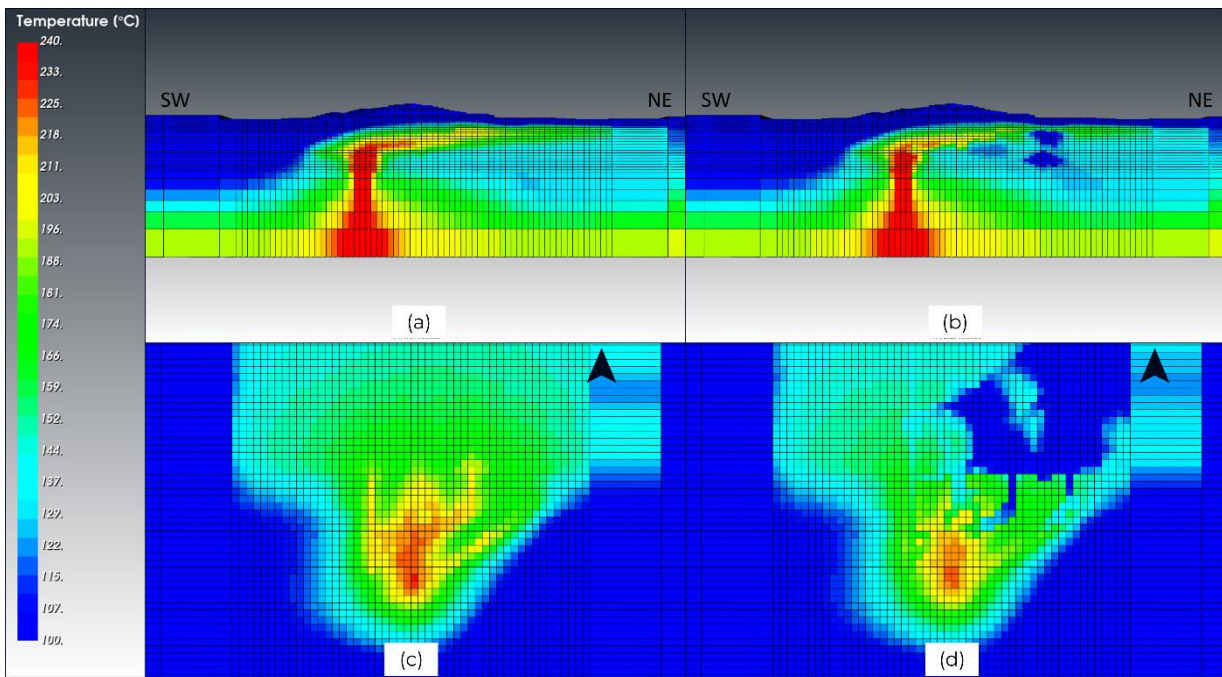 Temperature (°C)
240.
233.
225.
218.
211.
203.
196.
188.
181.
174.
166.
159.
152.
144.
137.
129.
122.
115.
107.
100.
SW
NE
(a)
SW
NE
(b)
(c)
(d)